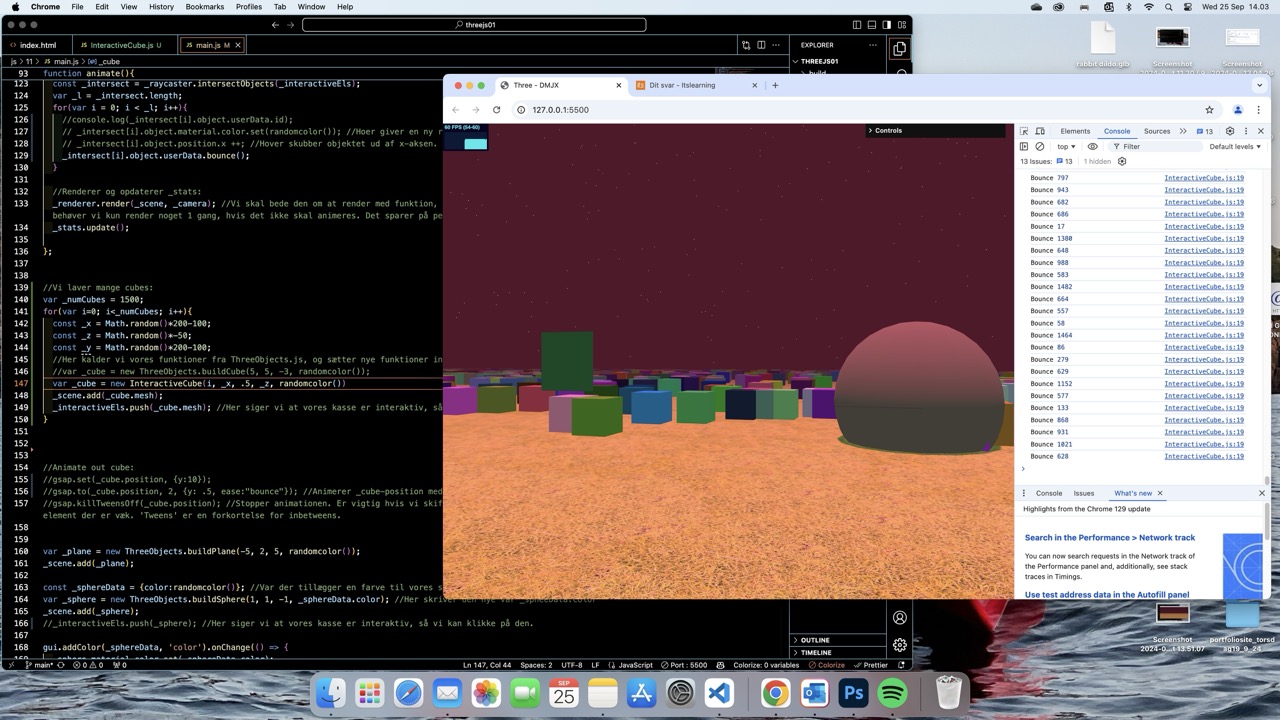 Chrome File Edit View History Bookmarks Profiles Tab Window Help
Wed 25 Sep 14.03
threejs01
index.html InteractiveCube.js U main.js M
js > 11 > main.js > _cube
93 function animate(){
123 const _intersect = _raycaster.intersectObjects(_interactiveEls);
124 var _l = _intersect.length;
125 for(var i = 0; i < _l; i++){
126 //console.log(_intersect[i].object.userData.id);
127 // _intersect[i].object.material.color.set(randomcolor()); //Hoer giver en ny
128 // _intersect[i].object.position.x ++; //Hover skubber objektet ud af x-aksen.
129 _intersect[i].object.userData.bounce();
130 }
131
132 //Renderer og opdaterer _stats:
133 _renderer.render(_scene, _camera); //Vi skal bede den om at render med funktion,
behøver vi kun render noget 1 gang, hvis det ikke skal animeres. Det sparer på pe
134 _stats.update();
135
136 };
137
138
139 //Vi laver mange cubes:
140 var _numCubes = 1500;
141 for(var i=0; i<_numCubes; i++){
142 const _x = Math.random()*200-100;
143 const _z = Math.random()*-50;
144 const _y = Math.random()*200-100;
145 //Her kalder vi vores funktioner fra ThreeObjects.js, og sætter nye funktioner in
146 //var _cube = new ThreeObjects.buildCube(5, 5, -3, randomcolor());
147 var _cube = new InteractiveCube(i, _x, .5, _z, randomcolor())
148 _scene.add(_cube.mesh);
149 _interactiveEls.push(_cube.mesh); //Her siger vi at vores kasse er interaktiv, så
150 }
151
152
153
154 //Animate out cube:
155 //gsap.set(_cube.position, {y:10});
156 //gsap.to(_cube.position, 2, {y: .5, ease:"bounce"}); //Animerer _cube-position med
157 //gsap.killTweensOff(_cube.position); //Stopper animationen. Er vigtig hvis vi skif
element der er væk. 'Tweens' er en forkortelse for inbetweens.
158
159
160 var _plane = new ThreeObjects.buildPlane(-5, 2, 5, randomcolor());
161 _scene.add(_plane);
162
163 const _sphereData = {color:randomcolor()}; //Var der tillægger en farve til vores s
164 var _sphere = new ThreeObjects.buildSphere(1, 1, -1, _sphereData.color); //Her skriver
165 _scene.add(_sphere);
166 //_interactiveEls.push(_sphere); //Her siger vi at vores kasse er interaktiv, så vi kan klikke på den.
167
168 gui.addColor(_sphereData, 'color').onChange(() => {
main* 0 0 0 Ln 147, Col 44 Spaces: 2 UTF-8 LF JavaScript Port : 5500 Colorize: 0 variables Colorize Prettier
EXPLORER
THREEJS01
OUTLINE
TIMELINE
Three - DMJX
Dit svar - itslearning
127.0.0.1:5500
60 FPS (54-60)
Controls
Elements Console Sources 13
top Filter Default levels
13 Issues: 13 1 hidden
Bounce 797 InteractiveCube.js:19
Bounce 943 InteractiveCube.js:19
Bounce 682 InteractiveCube.js:19
Bounce 686 InteractiveCube.js:19
Bounce 17 InteractiveCube.js:19
Bounce 1380 InteractiveCube.js:19
Bounce 648 InteractiveCube.js:19
Bounce 988 InteractiveCube.js:19
Bounce 583 InteractiveCube.js:19
Bounce 1482 InteractiveCube.js:19
Bounce 664 InteractiveCube.js:19
Bounce 557 InteractiveCube.js:19
Bounce 58 InteractiveCube.js:19
Bounce 1464 InteractiveCube.js:19
Bounce 86 InteractiveCube.js:19
Bounce 279 InteractiveCube.js:19
Bounce 629 InteractiveCube.js:19
Bounce 1152 InteractiveCube.js:19
Bounce 577 InteractiveCube.js:19
Bounce 133 InteractiveCube.js:19
Bounce 868 InteractiveCube.js:19
Bounce 931 InteractiveCube.js:19
Bounce 1021 InteractiveCube.js:19
Bounce 628 InteractiveCube.js:19
Console Issues What's new
Highlights from the Chrome 129 update
Search in the Performance > Network track
You can now search requests in the Network track of
the Performance panel and, additionally, see stack
traces in Timings.
Use test address data in the Autofill panel
Screenshot
2024-0...t 13.51.07
portfoliosite_torsd
ag19_9_24
SEP
25
Ps